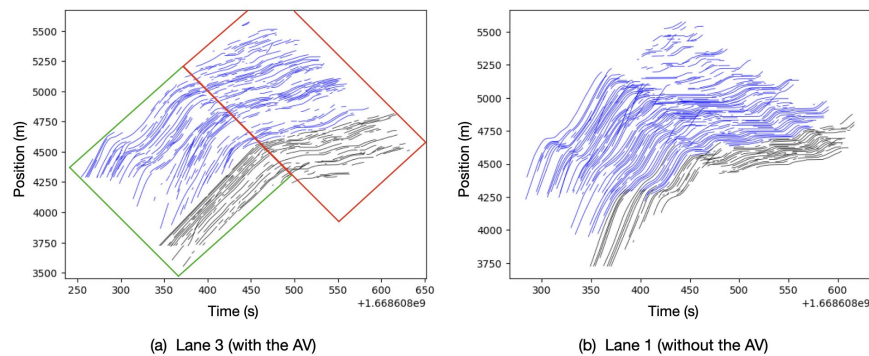 5500
5250
5000
4750
4500
4250
4000
3750
3500
Position (m)
250 300 350 400 450 500 550 600 650
+1.668608e9
Time (s)
(a) Lane 3 (with the AV)
5500
5250
5000
4750
4500
4250
4000
3750
Position (m)
300 350 400 450 500 550 600
+1.668608e9
Time (s)
(b) Lane 1 (without the AV)